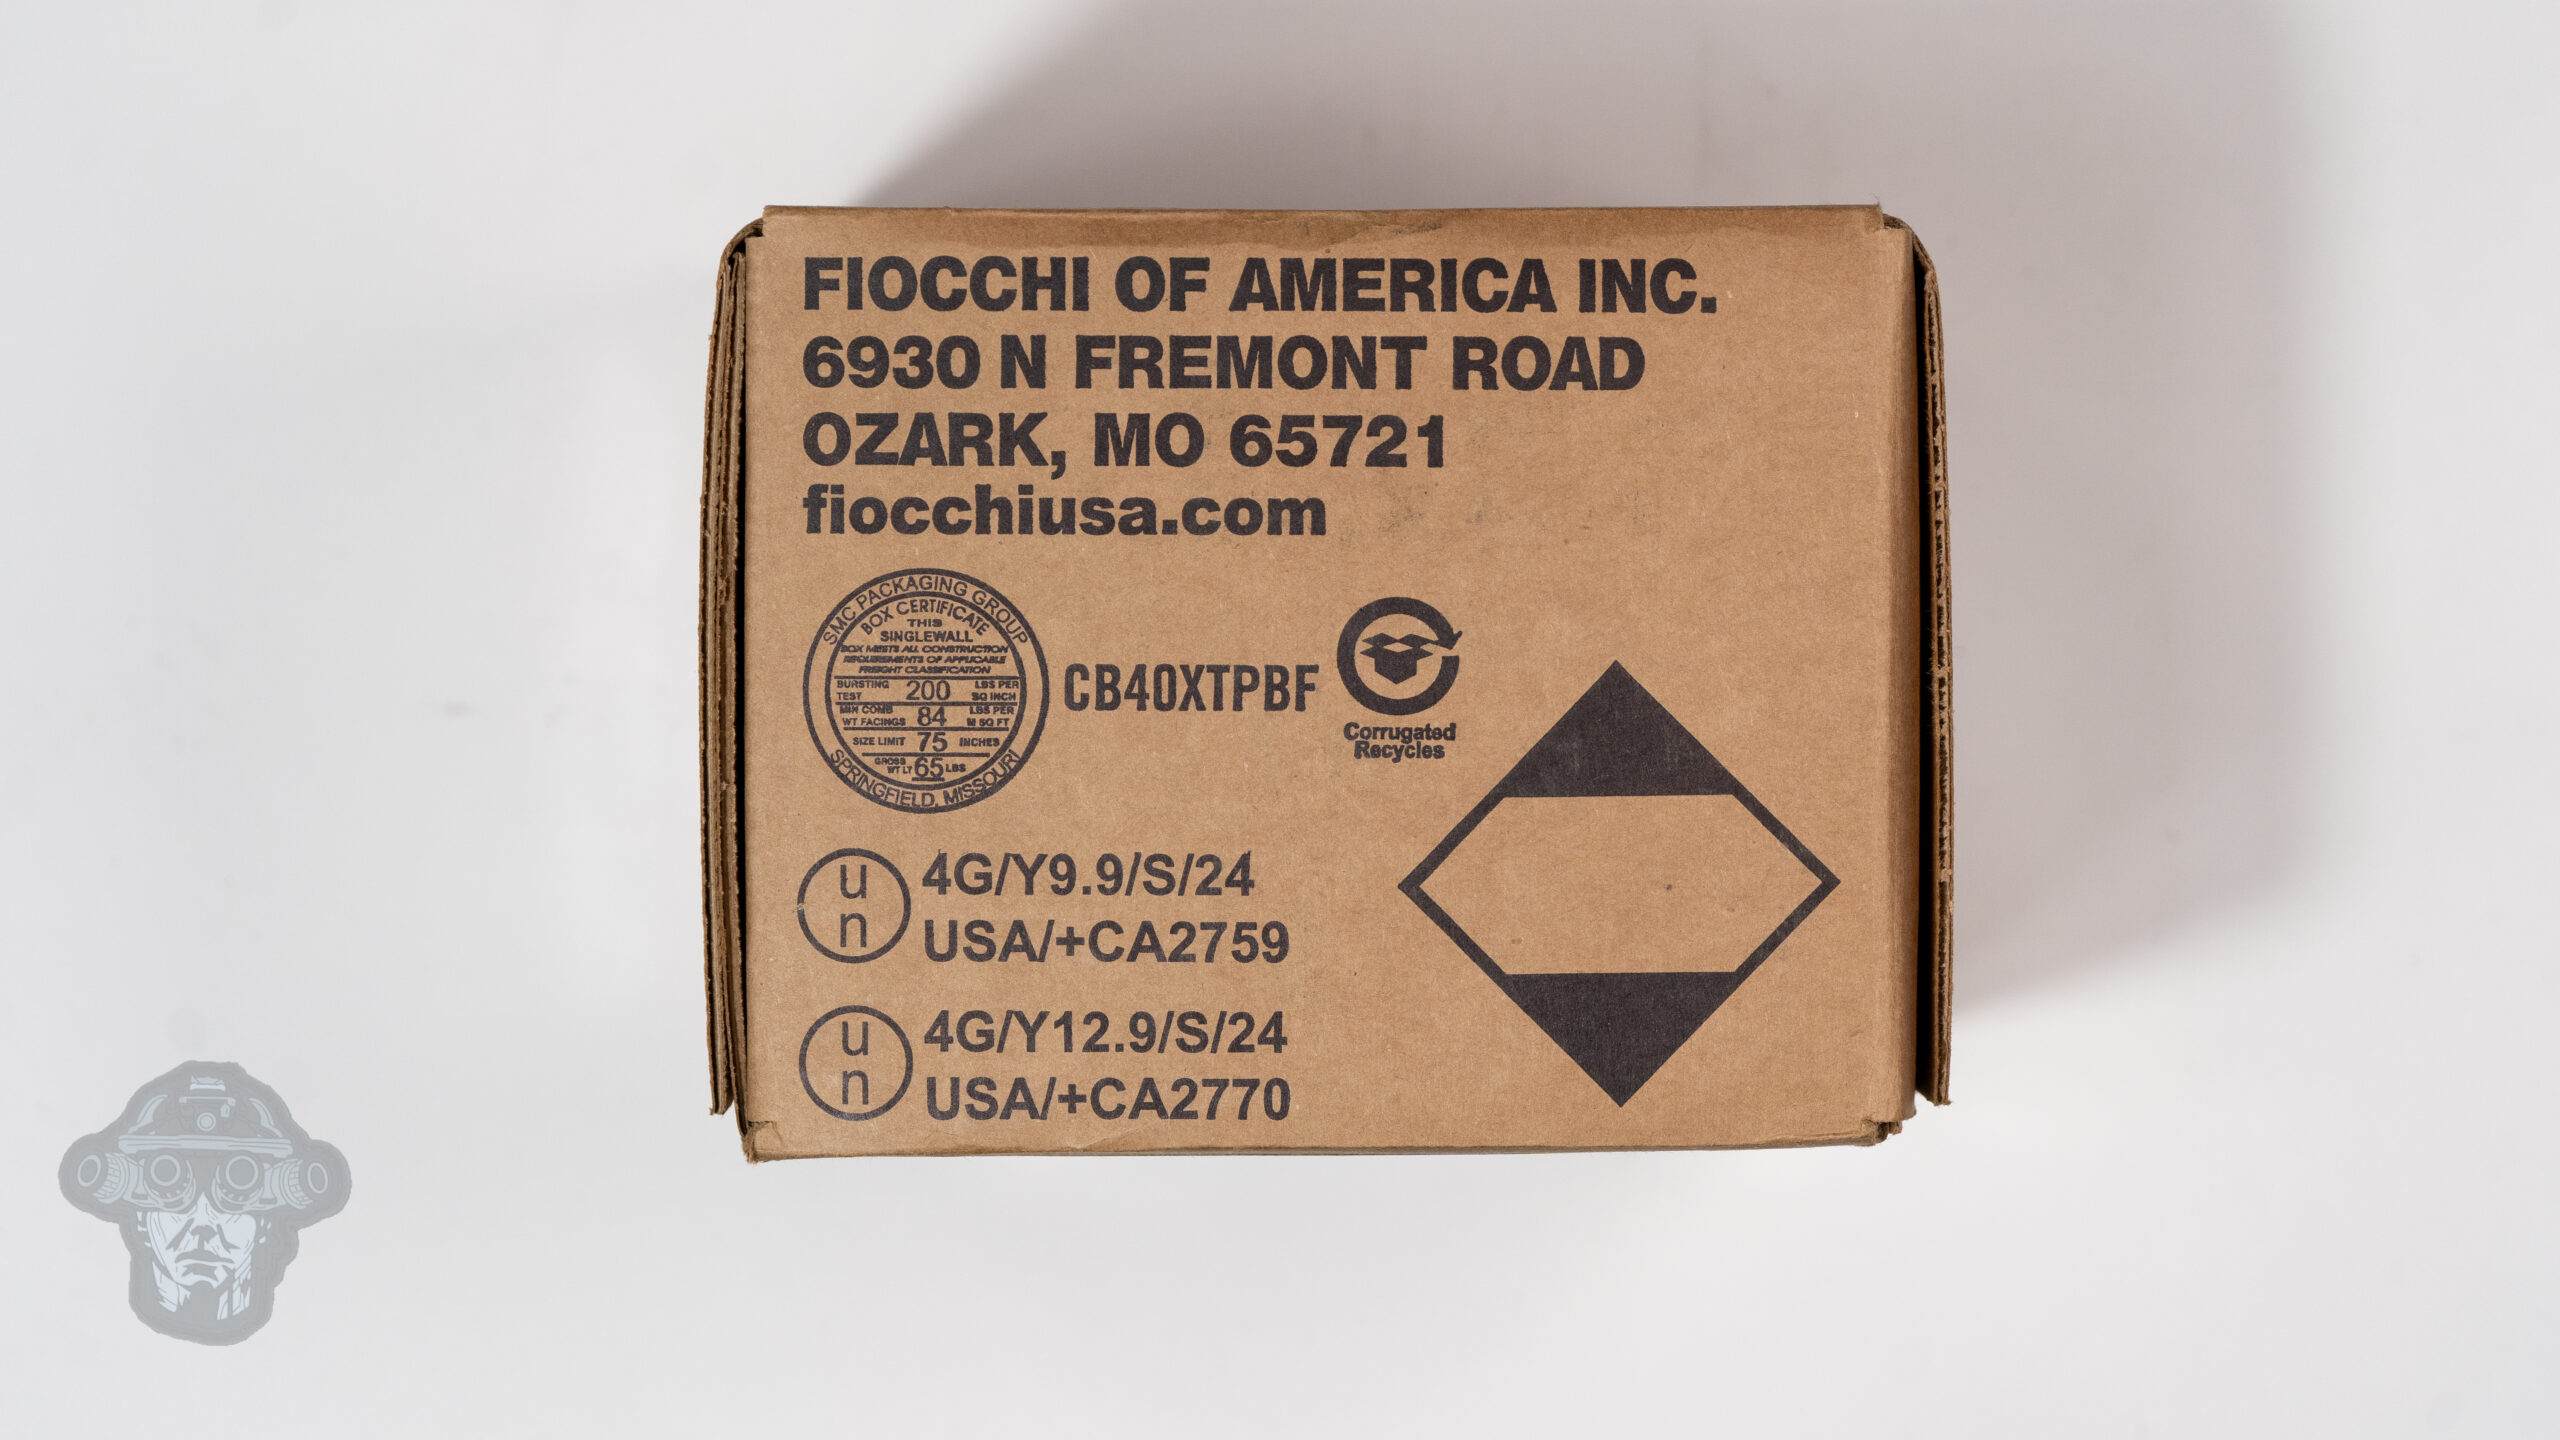 FIOCCHI OF AMERICA INC.
6930 N FREMONT ROAD
OZARK, MO 65721
fiocchiusa.com
SMC PACKAGING GROUP
BOX CERTIFICATE
THIS
SINGLEWALL
BOX MEETS ALL CONSTRUCTION
REQUIREMENTS OF APPLICABLE
FREIGHT CLASSIFICATION
BURSTING TEST 200 LBS PER SQ INCH
MIN COMB WT FACINGS 84 LBS PER M SQ FT
SIZE LIMIT 75 INCHES
GROSS WT LT 65 LBS
SPRINGFIELD, MISSOURI
CB40XTPBF
Corrugated
Recycles
u
n
4G/Y9.9/S/24
USA/+CA2759
u
n
4G/Y12.9/S/24
USA/+CA2770